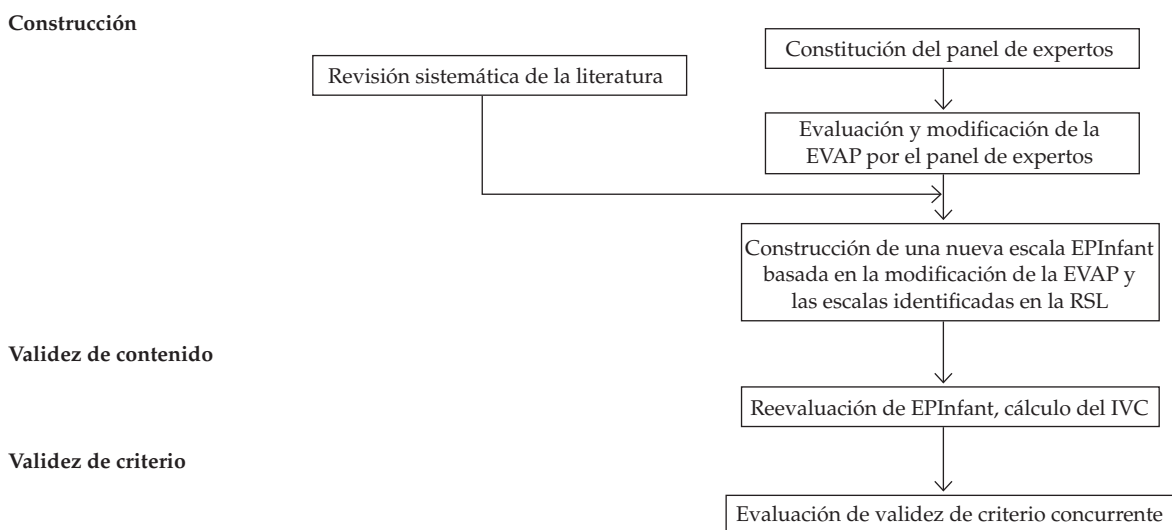 Construcción
Constitución del panel de expertos
Revisión sistemática de la literatura
Evaluación y modificación de la
EVAP por el panel de expertos
Construcción de una nueva escala EPInfant
basada en la modificación de la EVAP y
las escalas identificadas en la RSL
Validez de contenido
Reevaluación de EPInfant, cálculo del IVC
Validez de criterio
Evaluación de validez de criterio concurrente